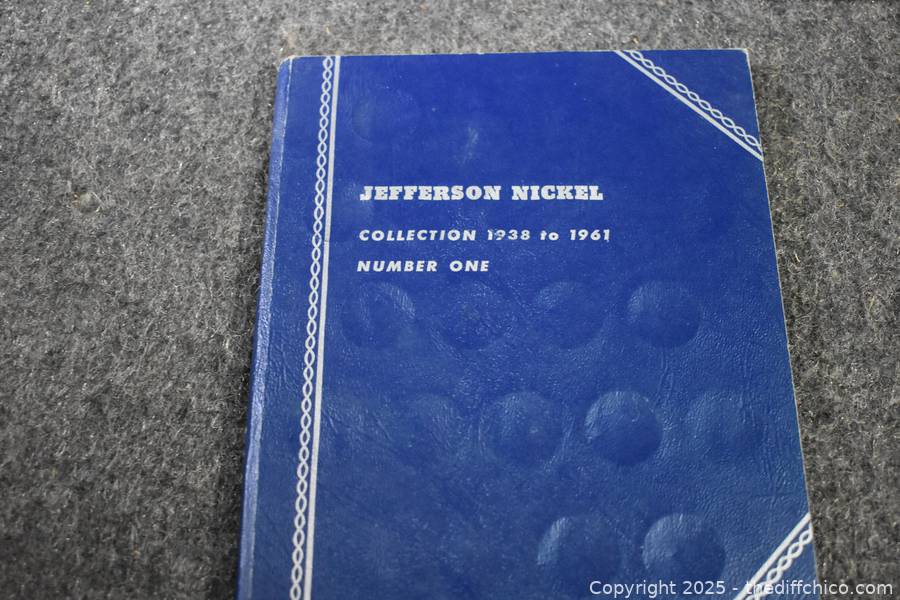 JEFFERSON NICKEL
COLLECTION 1938 to 1961
NUMBER ONE
Copyright 2025 - thediffchico.com